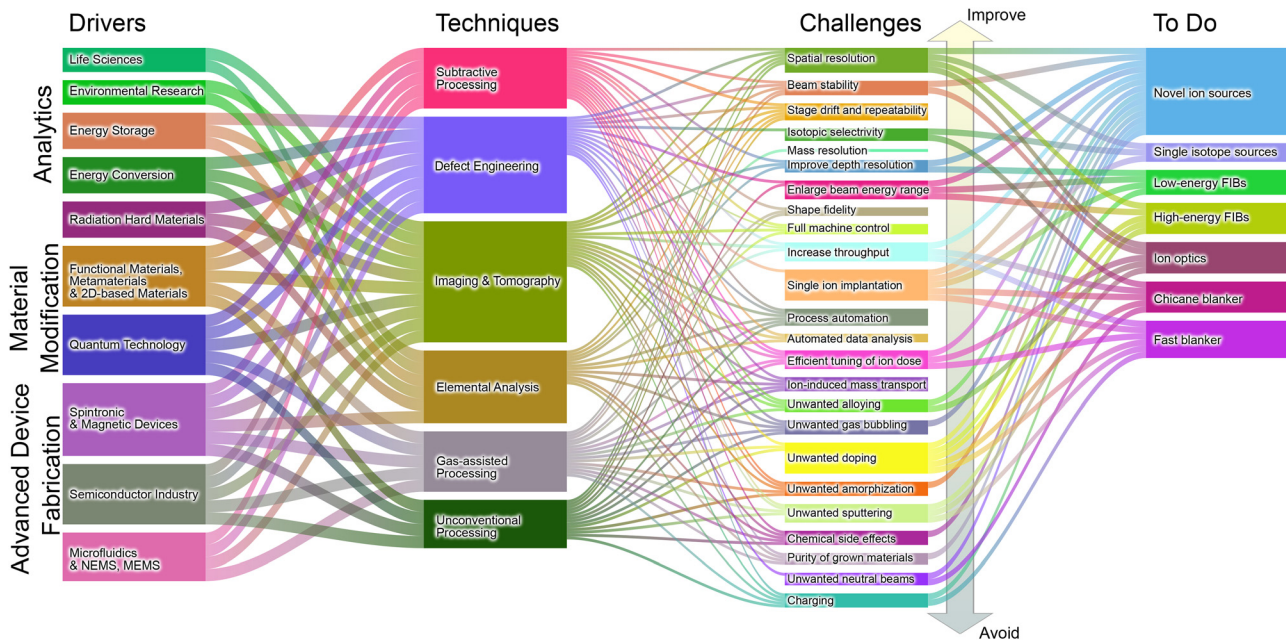 Drivers
Techniques
Challenges
Improve
To Do
Analytics
Material
Modification
Advanced Device
Fabrication
Life Sciences
Environmental Research
Energy Storage
Energy Conversion
Radiation Hard Materials
Functional Materials,
Metamaterials
& 2D-based Materials
Quantum Technology
Spintronic
& Magnetic Devices
Semiconductor Industry
Microfluidics
& NEMS, MEMS
Subtractive
Processing
Defect Engineering
Imaging & Tomography
Elemental Analysis
Gas-assisted
Processing
Unconventional
Processing
Spatial resolution
Beam stability
Stage drift and repeatability
Isotopic selectivity
Mass resolution
Improve depth resolution
Enlarge beam energy range
Shape fidelity
Full machine control
Increase throughput
Single ion implantation
Process automation
Automated data analysis
Efficient tuning of ion dose
Ion-induced mass transport
Unwanted alloying
Unwanted gas bubbling
Unwanted doping
Unwanted amorphization
Unwanted sputtering
Chemical side effects
Purity of grown materials
Unwanted neutral beams
Charging
Novel ion sources
Single isotope sources
Low-energy FIBs
High-energy FIBs
Ion optics
Chicane blanker
Fast blanker
Avoid